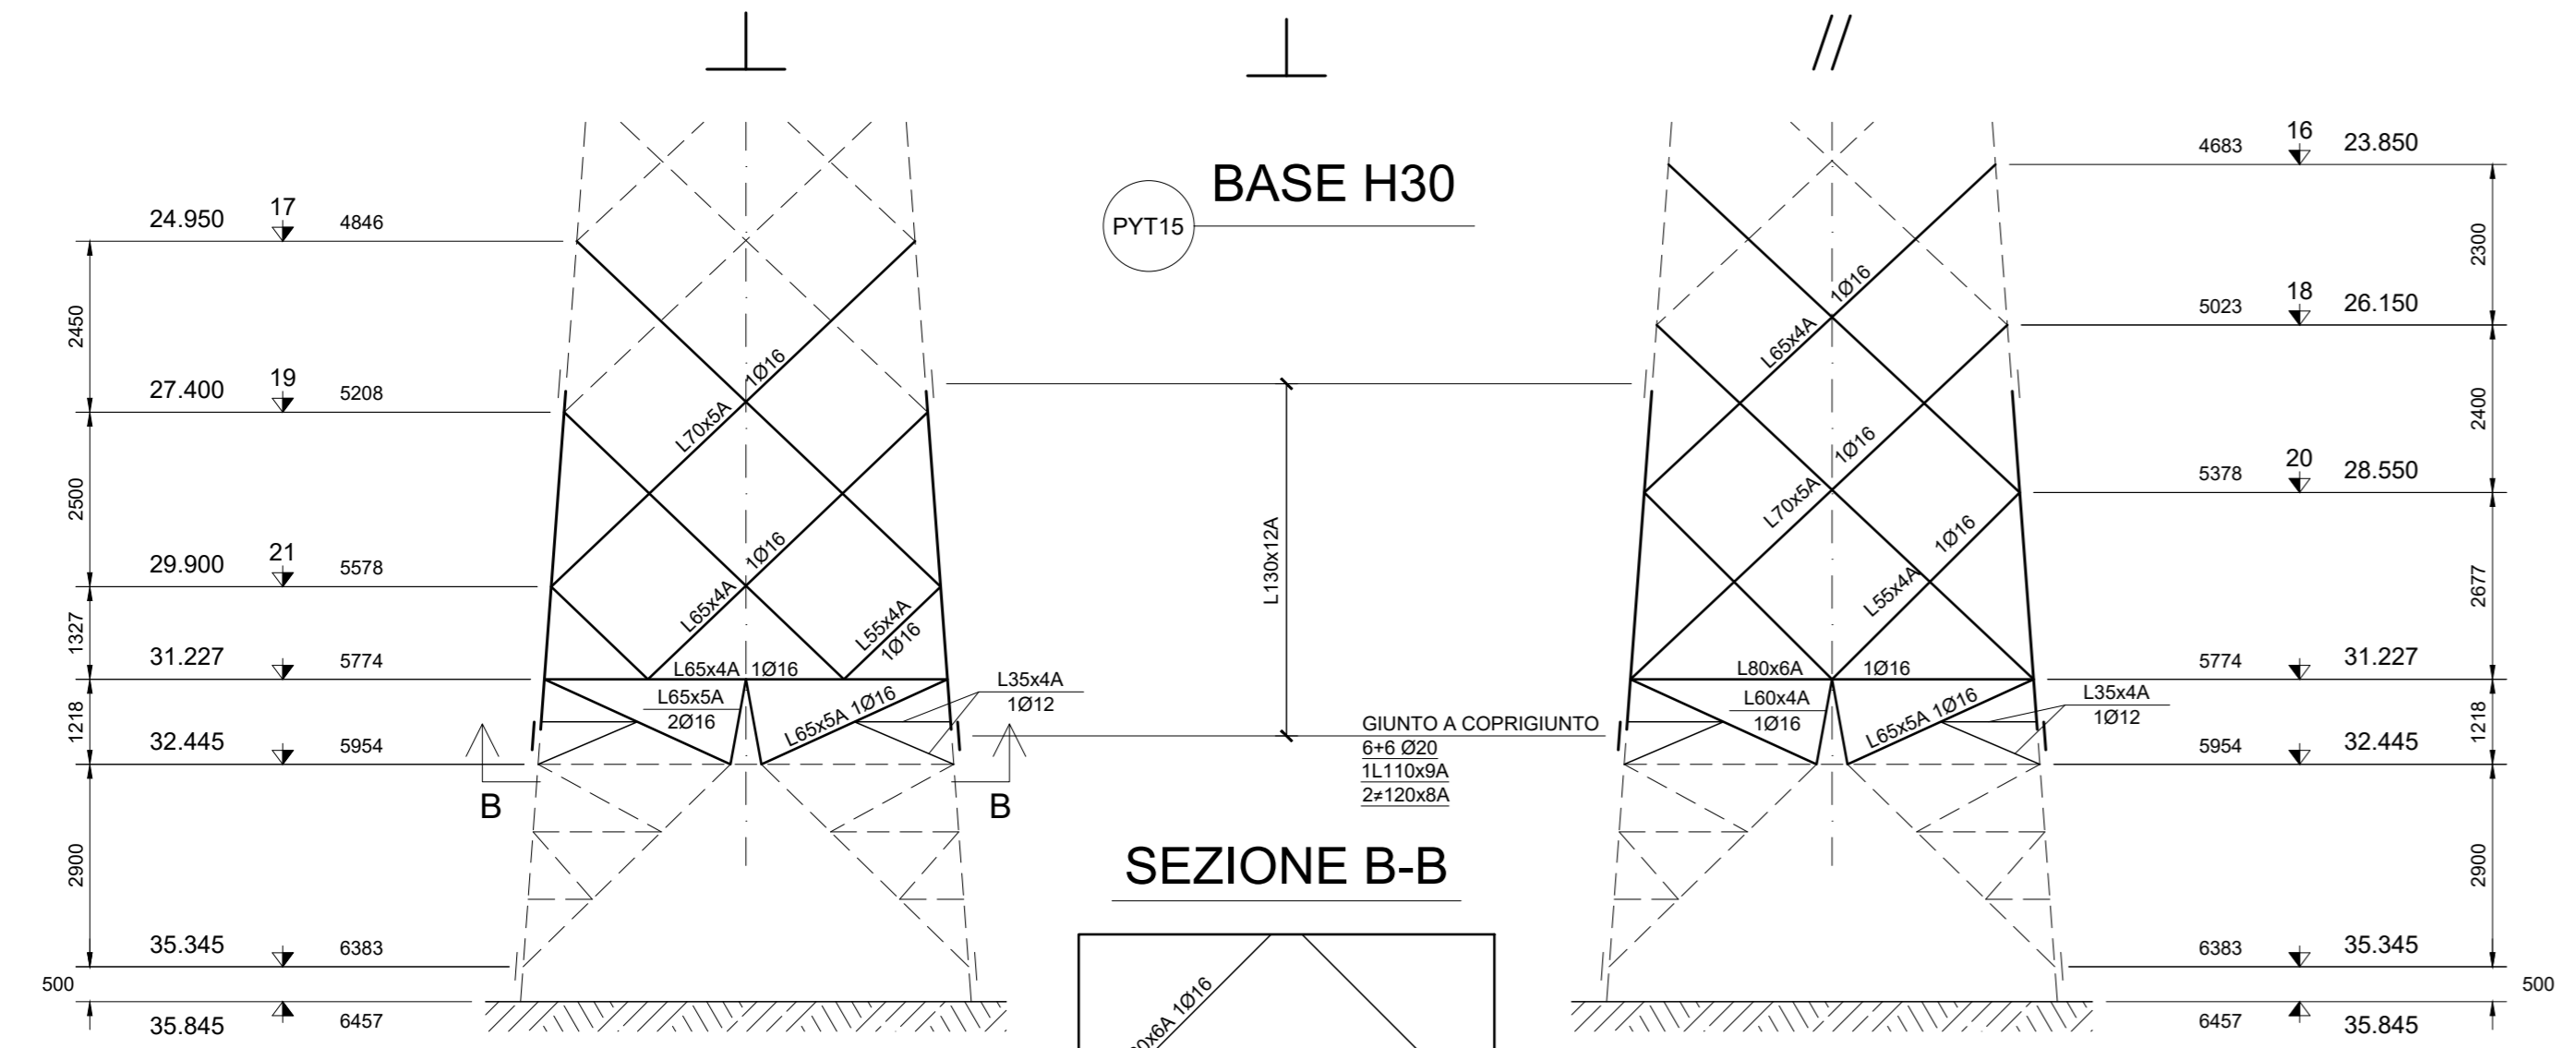 BASE H30
PYT15
24.950 17 4846
27.400 19 5208
29.900 21 5578
31.227 5774
32.445 5954
35.345 6383
35.845 6457
2450
2500
1327
1218
2900
500
1Ø16
L70x5A
1Ø16
L65x4A
L55x4A
1Ø16
L65x4A 1Ø16
L65x5A
2Ø16
L65x5A 1Ø16
L35x4A
1Ø12
B B
L130x12A
GIUNTO A COPRIGIUNTO
6+6 Ø20
1L110x9A
2≠120x8A
SEZIONE B-B
1Ø16
1Ø16
L65x4A
1Ø16
L70x5A
1Ø16
L55x4A
L80x6A 1Ø16
L60x4A
1Ø16
L65x5A 1Ø16
L35x4A
1Ø12
4683 16 23.850
5023 18 26.150
5378 20 28.550
5774 31.227
5954 32.445
6383 35.345
6457 35.845
2300
2400
2677
1218
2900
500